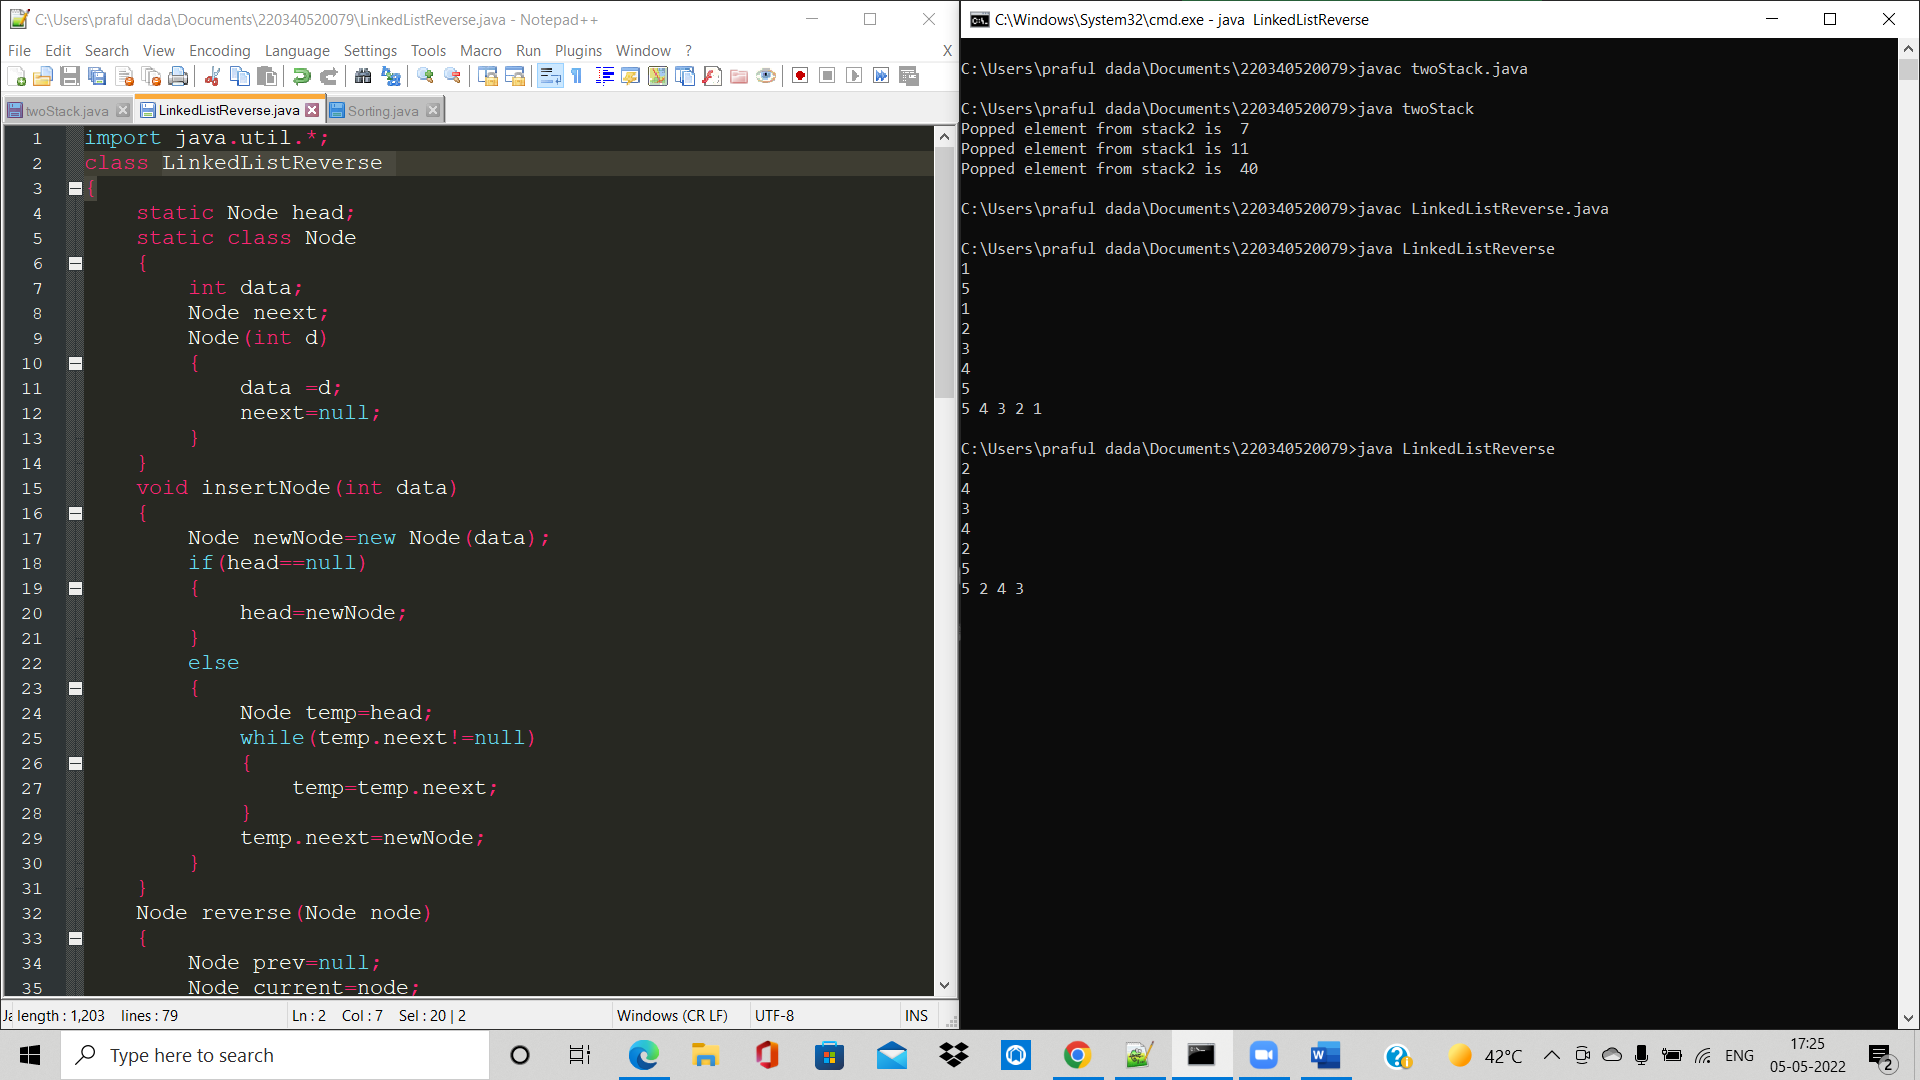 C:\Users\praful dada\Documents\220340520079\LinkedListReverse.java - Notepad++
File Edit Search View Encoding Language Settings Tools Macro Run Plugins Window ? X
twoStack.java LinkedListReverse.java Sorting.java
1 import java.util.*;
2 class LinkedListReverse
3 {
4 static Node head;
5 static class Node
6 {
7 int data;
8 Node neext;
9 Node(int d)
10 {
11 data =d;
12 neext=null;
13 }
14 }
15 void insertNode(int data)
16 {
17 Node newNode=new Node(data);
18 if(head==null)
19 {
20 head=newNode;
21 }
22 else
23 {
24 Node temp=head;
25 while(temp.neext!=null)
26 {
27 temp=temp.neext;
28 }
29 temp.neext=newNode;
30 }
31 }
32 Node reverse(Node node)
33 {
34 Node prev=null;
35 Node current=node;
Ja length : 1,203 lines : 79 Ln : 2 Col : 7 Sel : 20 | 2 Windows (CR LF) UTF-8 INS
C:\Windows\System32\cmd.exe - java LinkedListReverse
C:\Users\praful dada\Documents\220340520079>javac twoStack.java
C:\Users\praful dada\Documents\220340520079>java twoStack
Popped element from stack2 is  7
Popped element from stack1 is 11
Popped element from stack2 is  40
C:\Users\praful dada\Documents\220340520079>javac LinkedListReverse.java
C:\Users\praful dada\Documents\220340520079>java LinkedListReverse
1
5
1
2
3
4
5
5 4 3 2 1
C:\Users\praful dada\Documents\220340520079>java LinkedListReverse
2
4
3
4
2
5
5 2 4 3
Type here to search
42°C ENG
17:25
05-05-2022
2